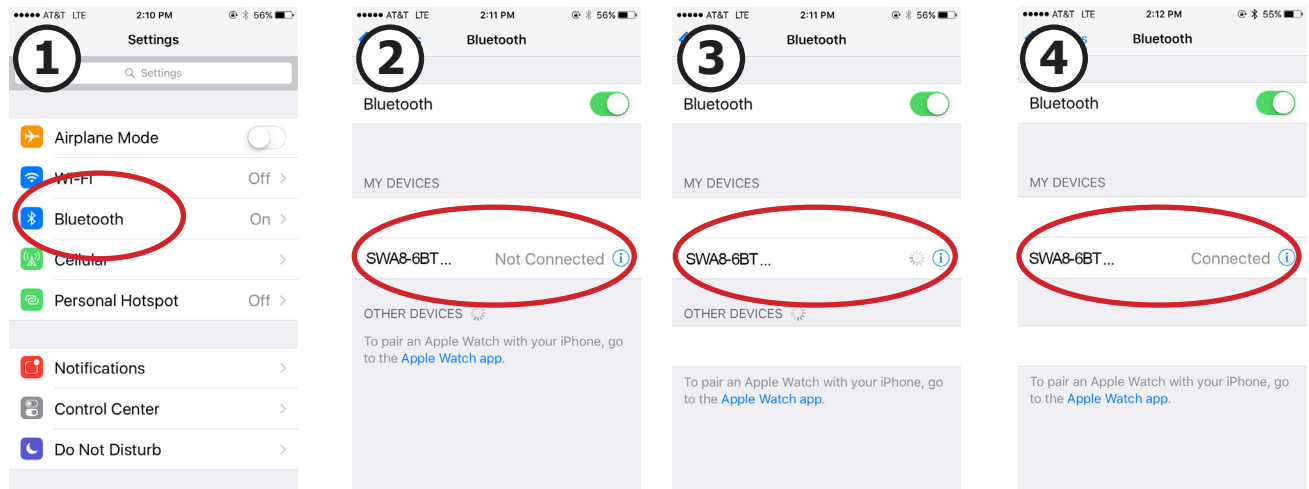 ●●●●● AT&T LTE 2:10 PM 56%
1
Settings
Settings
Airplane Mode
Wi-Fi Off
Bluetooth On
Cellular
Personal Hotspot Off
Notifications
Control Center
Do Not Disturb
●●●●● AT&T LTE 2:11 PM 56%
2
Bluetooth
Bluetooth
MY DEVICES
SWA8-6BT... Not Connected
OTHER DEVICES
To pair an Apple Watch with your iPhone, go
to the Apple Watch app.
●●●●● AT&T LTE 2:11 PM 56%
3
Bluetooth
Bluetooth
MY DEVICES
SWA8-6BT...
OTHER DEVICES
To pair an Apple Watch with your iPhone, go
to the Apple Watch app.
●●●●● AT&T LTE 2:12 PM 55%
4
Bluetooth
Bluetooth
MY DEVICES
SWA8-6BT... Connected
To pair an Apple Watch with your iPhone, go
to the Apple Watch app.